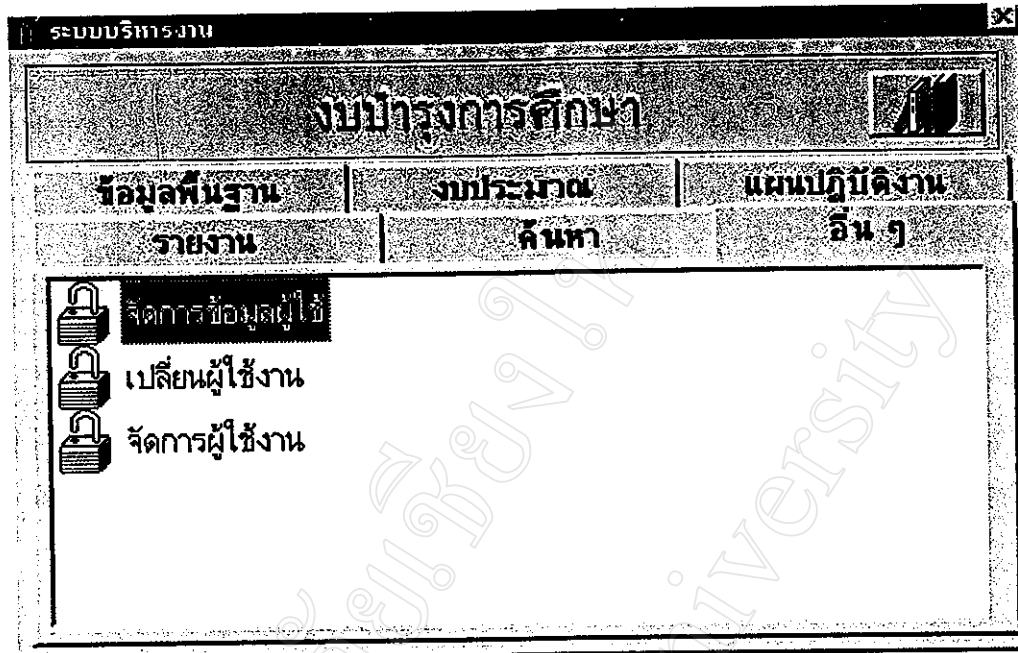 ระบบบริหารงาน
งบบำรุงการศึกษา
ข้อมูลพื้นฐาน งบประมาณ แผนปฏิบัติงาน
รายงาน ค้นหา อื่น ๆ
จัดการข้อมูลผู้ใช้
เปลี่ยนผู้ใช้งาน
จัดการผู้ใช้งาน